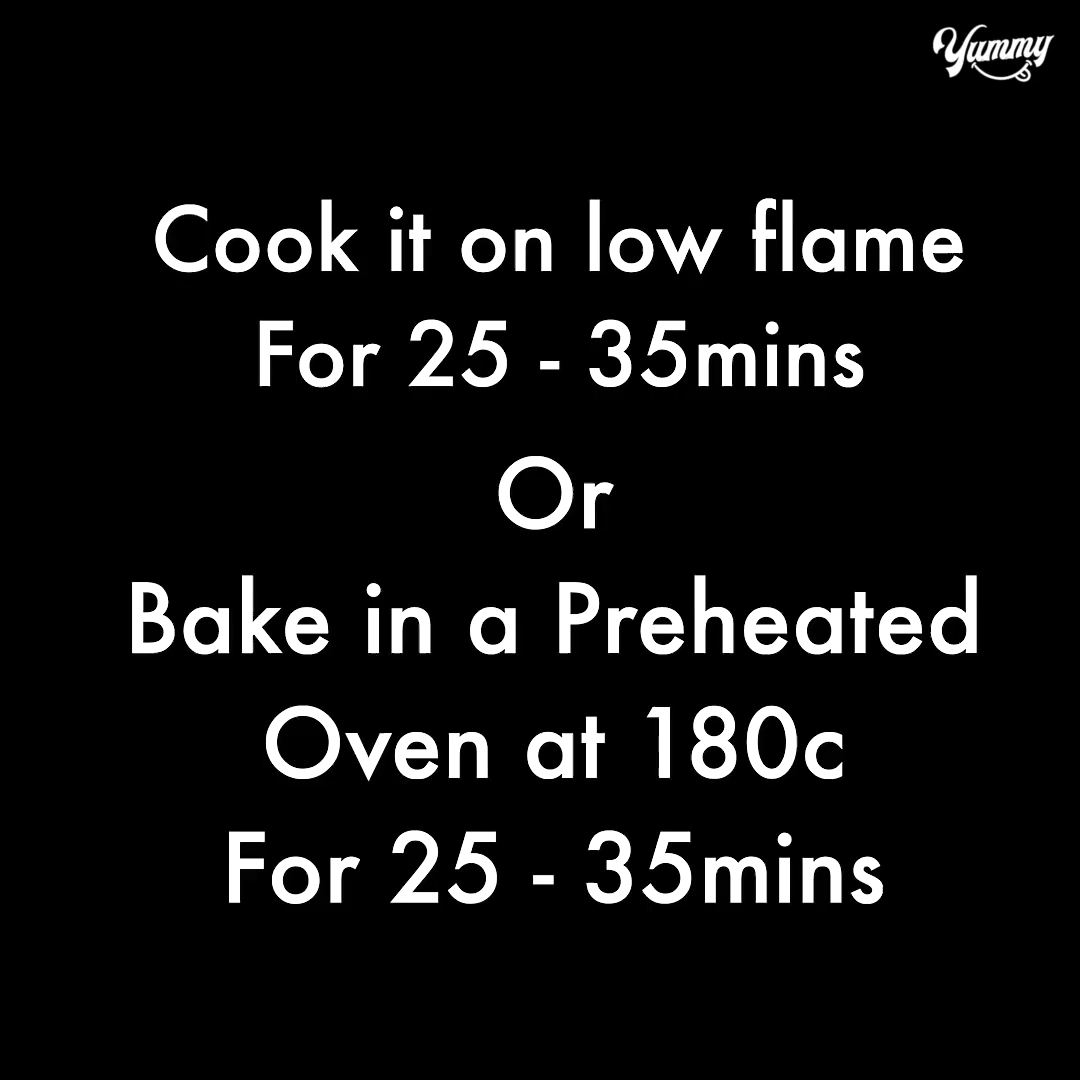 Yummy
Cook it on low flame
For 25 - 35mins
Or
Bake in a Preheated
Oven at 180c
For 25 - 35mins